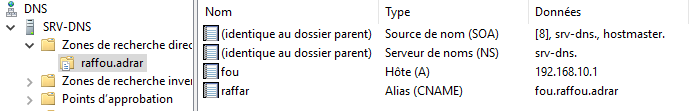 DNS
SRV-DNS
Zones de recherche direc
raffou.adrar
Zones de recherche inver
Points d'approbation
Nom Type Données
(identique au dossier parent) Source de nom (SOA) [8], srv-dns., hostmaster.
(identique au dossier parent) Serveur de noms (NS) srv-dns.
fou Hôte (A) 192.168.10.1
raffar Alias (CNAME) fou.raffou.adrar